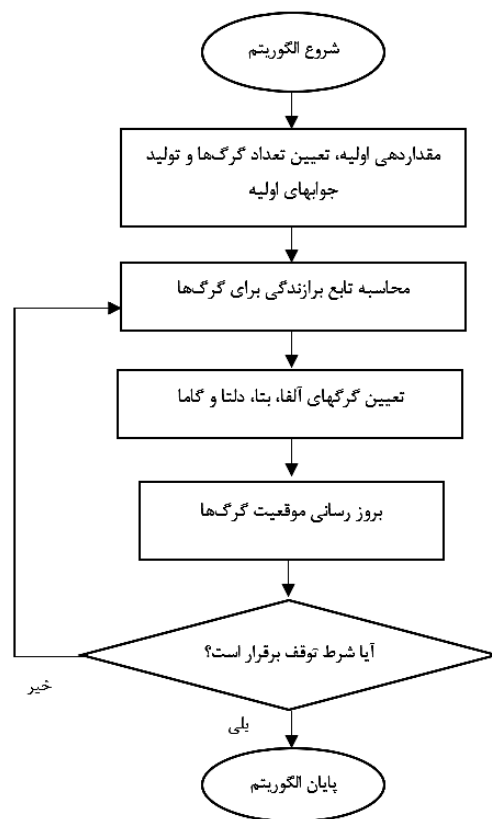 شروع الگوریتم
مقداردهی اولیه، تعیین تعداد گرگ‌ها و تولید
جوابهای اولیه
محاسبه تابع برازندگی برای گرگ‌ها
تعیین گرگهای آلفا، بتا، دلتا و گاما
بروز رسانی موقعیت گرگ‌ها
آیا شرط توقف برقرار است؟
خیر
یلی
پایان الگوریتم